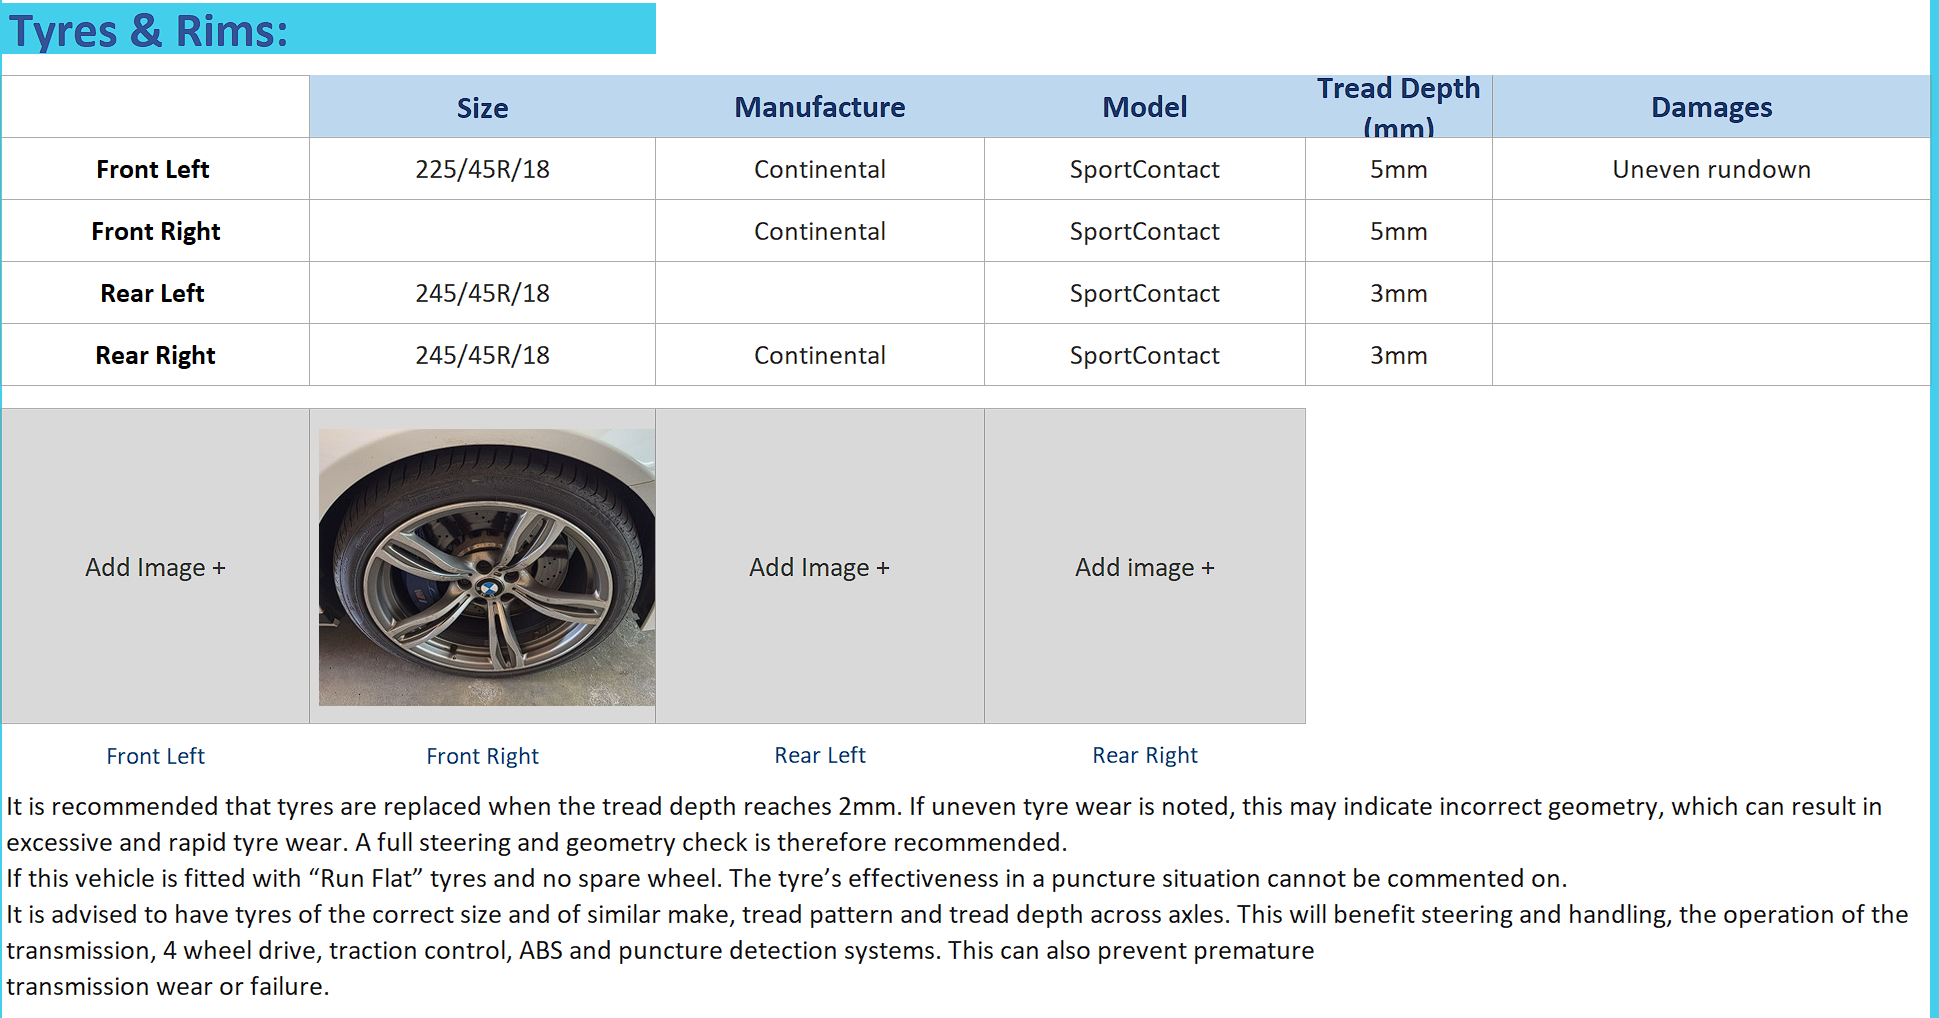 Tyres & Rims:
Size Manufacture Model Tread Depth (mm) Damages
Front Left 225/45R/18 Continental SportContact 5mm Uneven rundown
Front Right Continental SportContact 5mm
Rear Left 245/45R/18 SportContact 3mm
Rear Right 245/45R/18 Continental SportContact 3mm
Add Image + Add Image + Add image +
Front Left Front Right Rear Left Rear Right
It is recommended that tyres are replaced when the tread depth reaches 2mm. If uneven tyre wear is noted, this may indicate incorrect geometry, which can result in
excessive and rapid tyre wear. A full steering and geometry check is therefore recommended.
If this vehicle is fitted with “Run Flat” tyres and no spare wheel. The tyre’s effectiveness in a puncture situation cannot be commented on.
It is advised to have tyres of the correct size and of similar make, tread pattern and tread depth across axles. This will benefit steering and handling, the operation of the
transmission, 4 wheel drive, traction control, ABS and puncture detection systems. This can also prevent premature
transmission wear or failure.